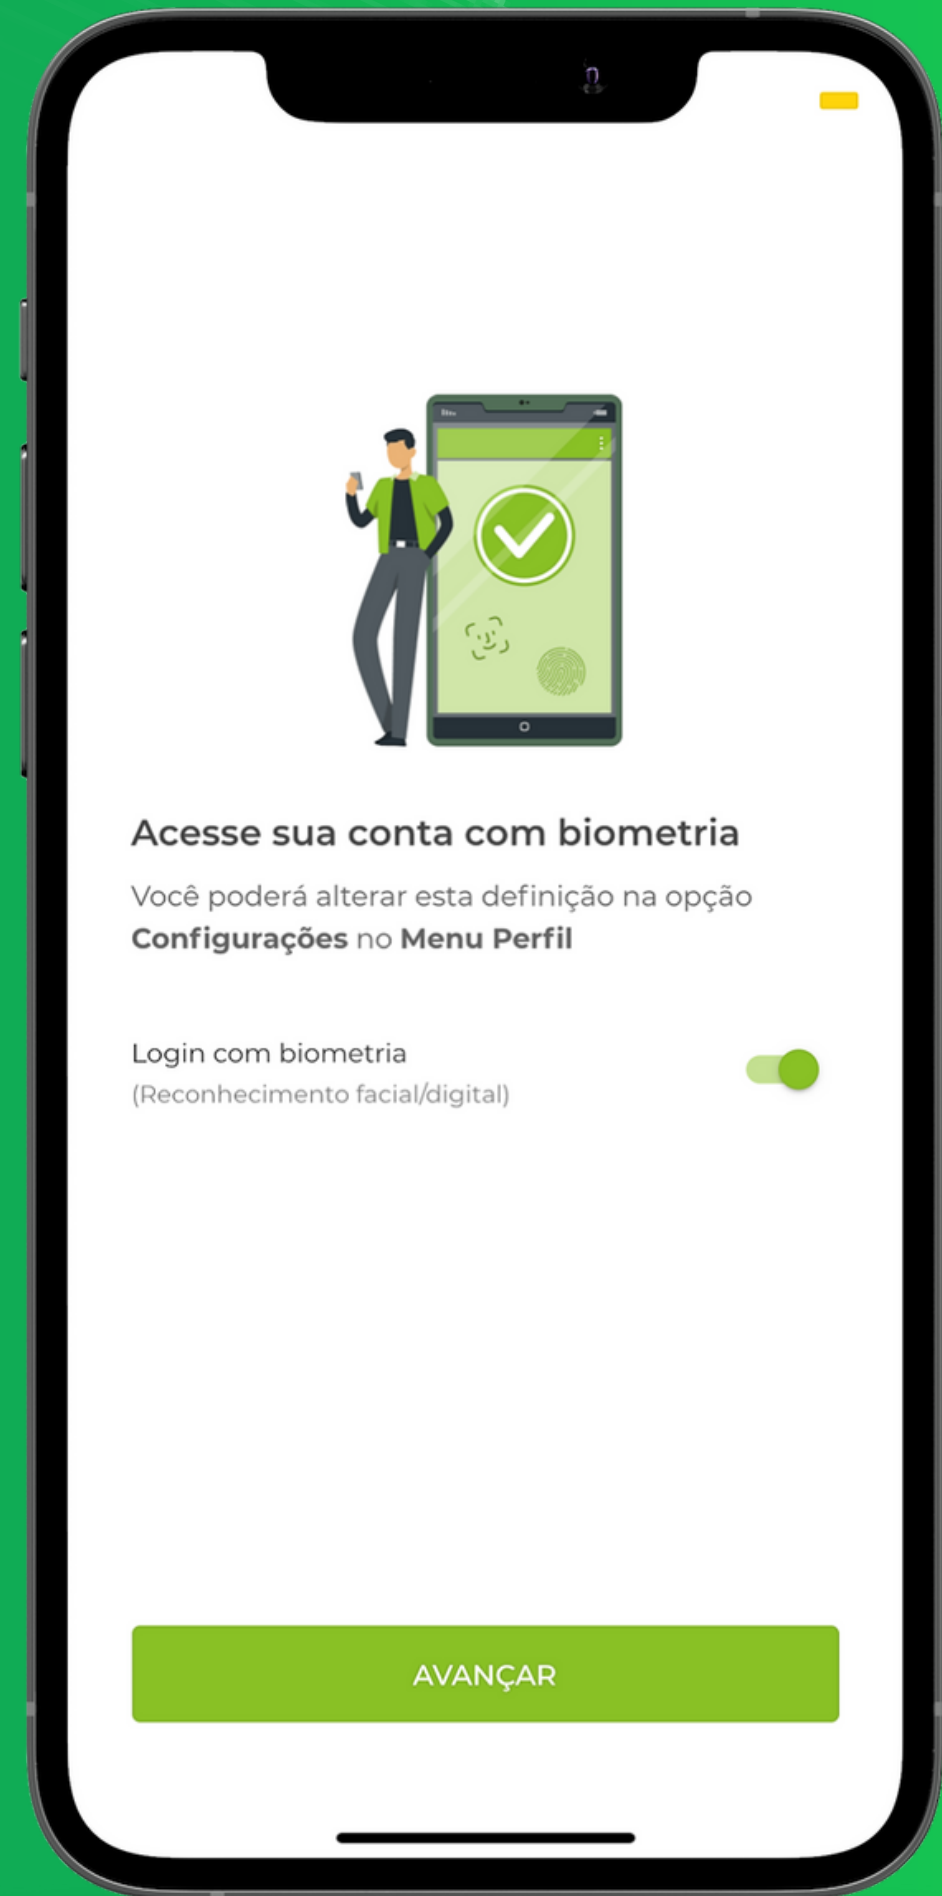 Acesse sua conta com biometria
Você poderá alterar esta definição na opção
Configurações no Menu Perfil
Login com biometria
(Reconhecimento facial/digital)
AVANÇAR